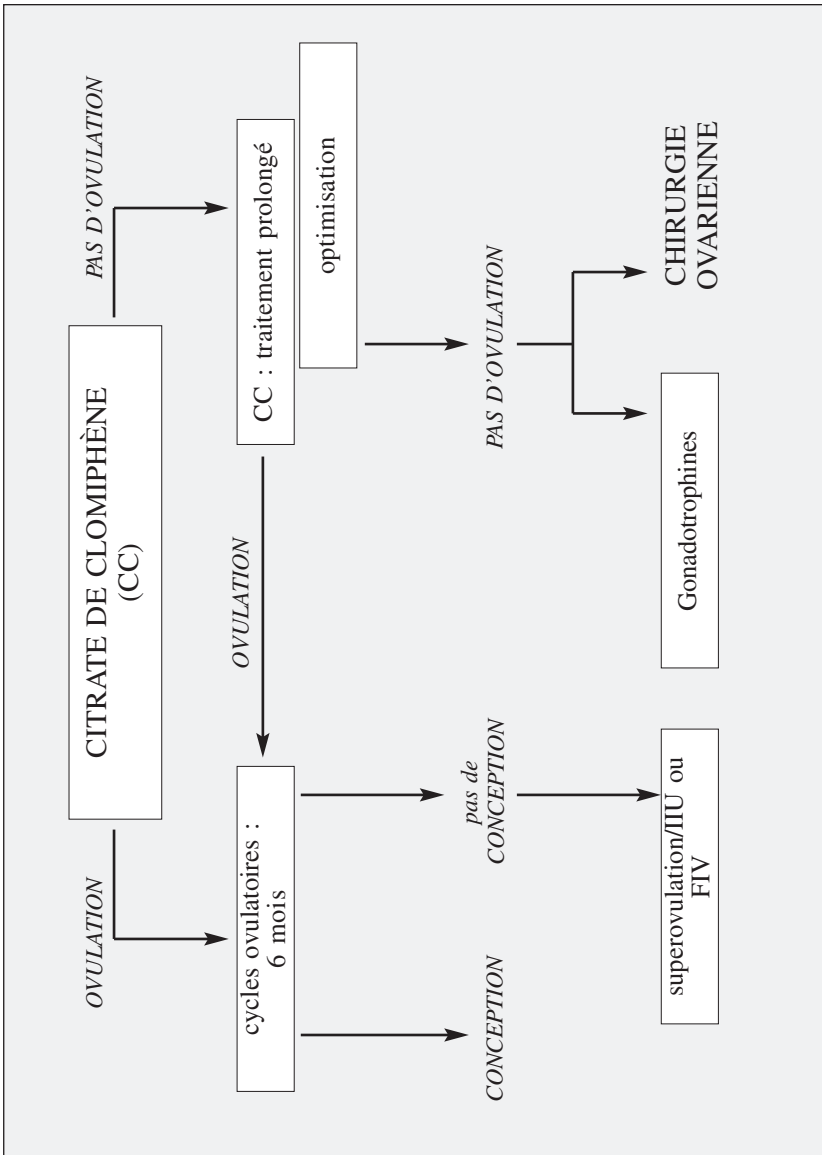 CITRATE DE CLOMIPHÈNE
(CC)
OVULATION
PAS D'OVULATION
cycles ovulatoires :
6 mois
OVULATION
CC : traitement prolongé
optimisation
CONCEPTION
pas de
CONCEPTION
PAS D'OVULATION
superovulation/IIU ou
FIV
Gonadotrophines
CHIRURGIE
OVARIENNE